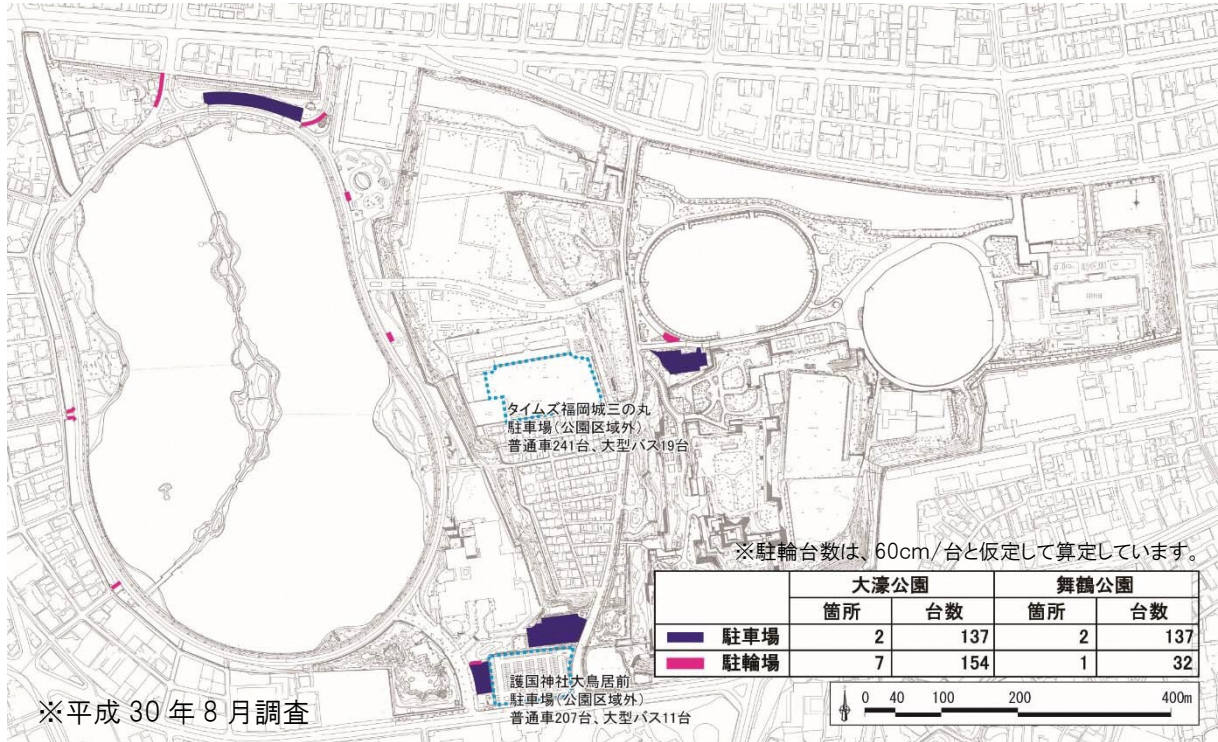 タイムズ福岡城三の丸
駐車場(公園区域外)
普通車241台、大型バス19台
※駐輪台数は、60cm/台と仮定して算定しています。
大濠公園 舞鶴公園
箇所 台数 箇所 台数
駐車場 2 137 2 137
駐輪場 7 154 1 32
護国神社大鳥居前
駐車場(公園区域外)
普通車207台、大型バス11台
0 40 100 200 400m
※平成 30 年 8 月調査